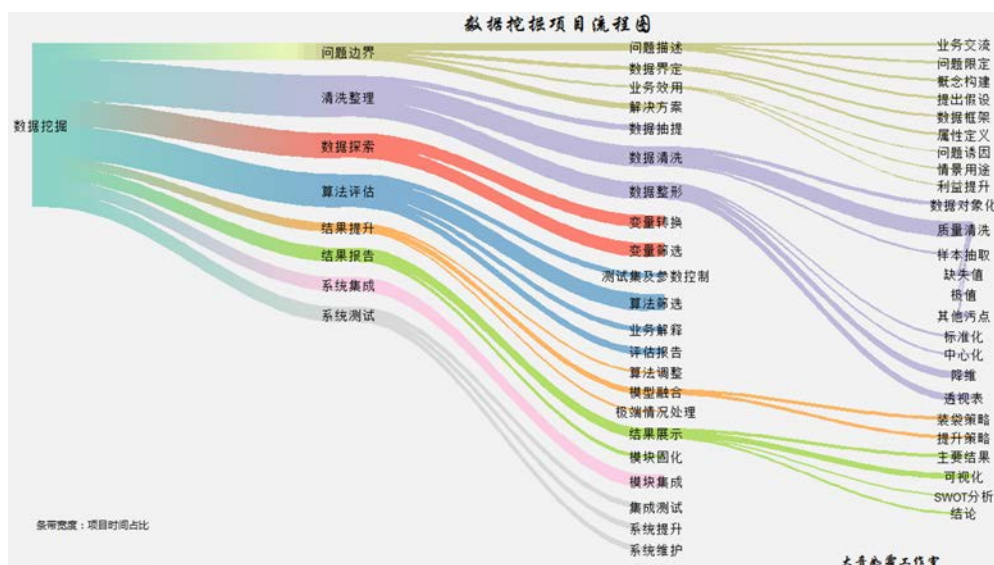 数据挖掘项目流程图
数据挖掘
问题边界
清洗整理
数据探索
算法评估
结果提升
结果报告
系统集成
系统测试
问题描述
数据界定
业务效用
解决方案
数据抽提
数据清洗
数据整形
变量转换
变量筛选
测试集及参数控制
算法筛选
业务解释
评估报告
算法调整
模型融合
极端情况处理
结果展示
模块固化
模块集成
集成测试
系统提升
系统维护
业务交流
问题限定
概念构建
提出假设
数据框架
属性定义
问题诱因
情景用途
利益提升
数据对象化
质量清洗
样本抽取
缺失值
极值
其他污点
标准化
中心化
降维
透视表
装袋策略
提升策略
主要结果
可视化
SWOT分析
结论
条带宽度：项目时间占比